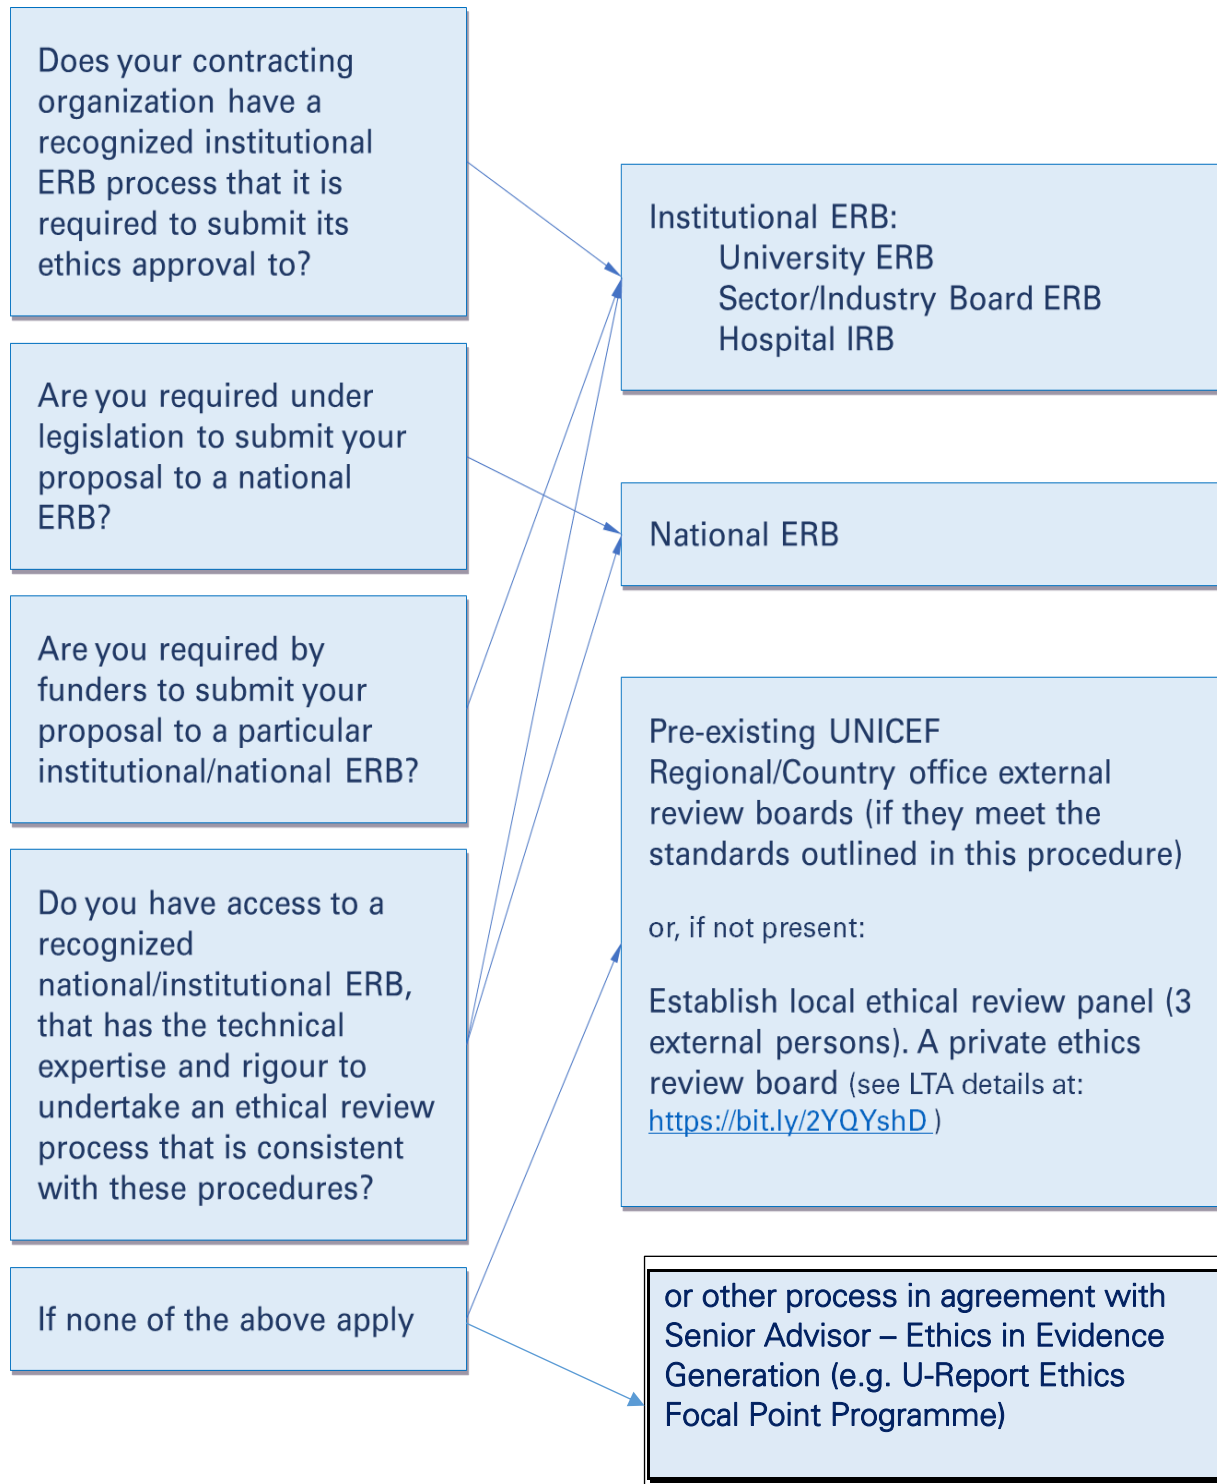 Does your contracting
organization have a
recognized institutional
ERB process that it is
required to submit its
ethics approval to?
Are you required under
legislation to submit your
proposal to a national
ERB?
Are you required by
funders to submit your
proposal to a particular
institutional/national ERB?
Do you have access to a
recognized
national/institutional ERB,
that has the technical
expertise and rigour to
undertake an ethical review
process that is consistent
with these procedures?
If none of the above apply
Institutional ERB:
University ERB
Sector/Industry Board ERB
Hospital IRB
National ERB
Pre-existing UNICEF
Regional/Country office external
review boards (if they meet the
standards outlined in this procedure)
or, if not present:
Establish local ethical review panel (3
external persons). A private ethics
review board (see LTA details at:
https://bit.ly/2YQYshD )
or other process in agreement with
Senior Advisor – Ethics in Evidence
Generation (e.g. U-Report Ethics
Focal Point Programme)